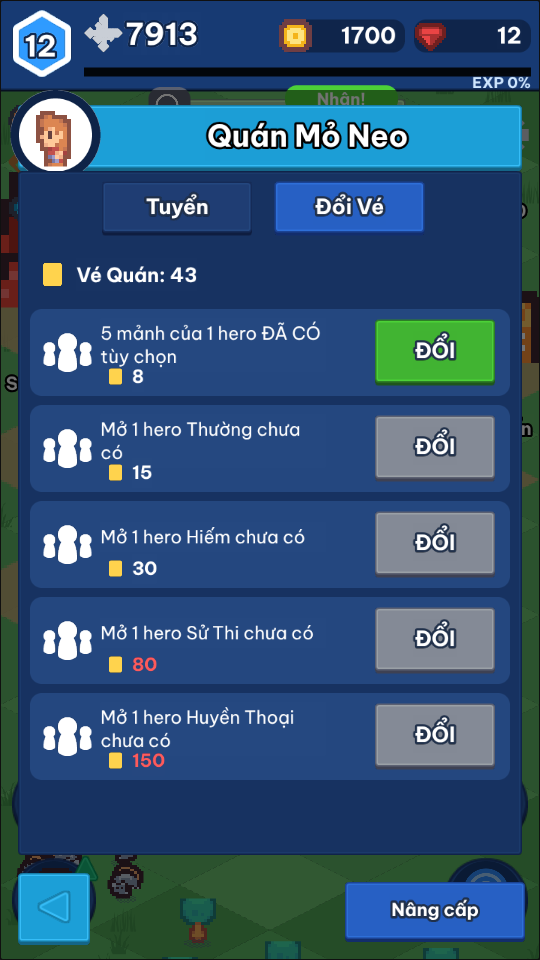 12
7913
1700
12
EXP 0%
Nhận!
Quán Mỏ Neo
Tuyển
Đổi Vé
Vé Quán: 43
5 mảnh của 1 hero ĐÃ CÓ
tùy chọn
8
ĐỔI
Mở 1 hero Thường chưa
có
15
ĐỔI
Mở 1 hero Hiếm chưa có
30
ĐỔI
Mở 1 hero Sử Thi chưa có
80
ĐỔI
Mở 1 hero Huyền Thoại
chưa có
150
ĐỔI
Nâng cấp